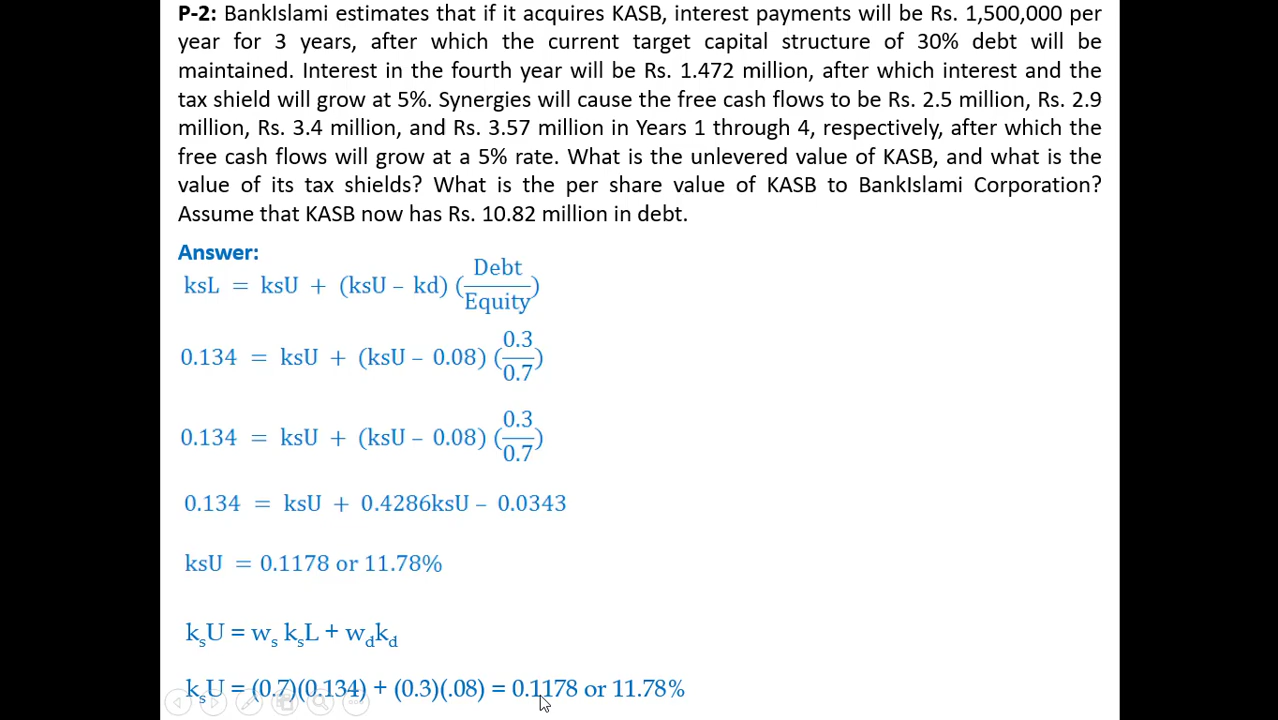 P-2: BankIslami estimates that if it acquires KASB, interest payments will be Rs. 1,500,000 per
year for 3 years, after which the current target capital structure of 30% debt will be
maintained. Interest in the fourth year will be Rs. 1.472 million, after which interest and the
tax shield will grow at 5%. Synergies will cause the free cash flows to be Rs. 2.5 million, Rs. 2.9
million, Rs. 3.4 million, and Rs. 3.57 million in Years 1 through 4, respectively, after which the
free cash flows will grow at a 5% rate. What is the unlevered value of KASB, and what is the
value of its tax shields? What is the per share value of KASB to BankIslami Corporation?
Assume that KASB now has Rs. 10.82 million in debt.
Answer:
ksL = ksU + (ksU – kd) (Debt/Equity)
0.134 = ksU + (ksU – 0.08) (0.3/0.7)
0.134 = ksU + (ksU – 0.08) (0.3/0.7)
0.134 = ksU + 0.4286ksU – 0.0343
ksU = 0.1178 or 11.78%
ksU = ws ksL + wdkd
ksU = (0.7)(0.134) + (0.3)(.08) = 0.1178 or 11.78%